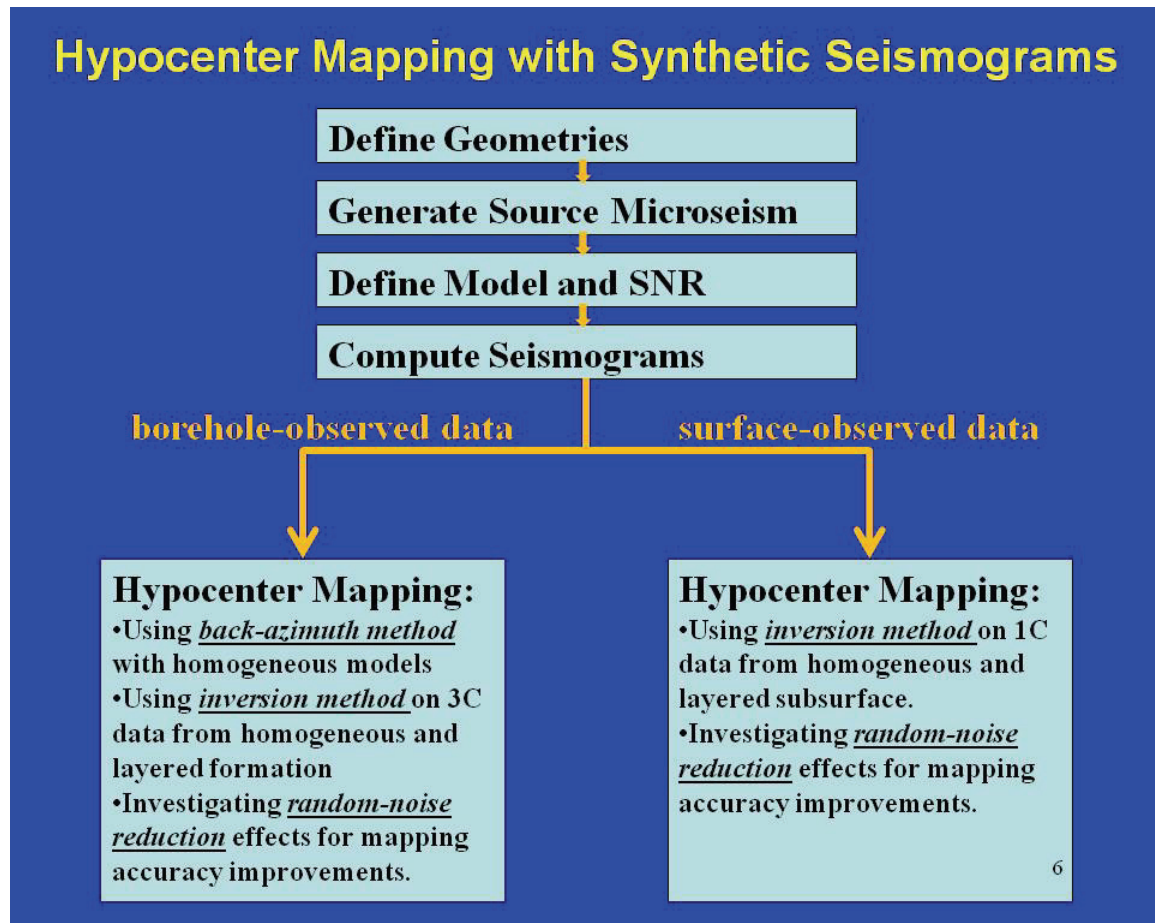 Hypocenter Mapping with Synthetic Seismograms
Define Geometries
Generate Source Microseism
Define Model and SNR
Compute Seismograms
borehole-observed data
surface-observed data
Hypocenter Mapping:
•Using back-azimuth method
with homogeneous models
•Using inversion method on 3C
data from homogeneous and
layered formation
•Investigating random-noise
reduction effects for mapping
accuracy improvements.
Hypocenter Mapping:
•Using inversion method on 1C
data from homogeneous and
layered subsurface.
•Investigating random-noise
reduction effects for mapping
accuracy improvements.
6